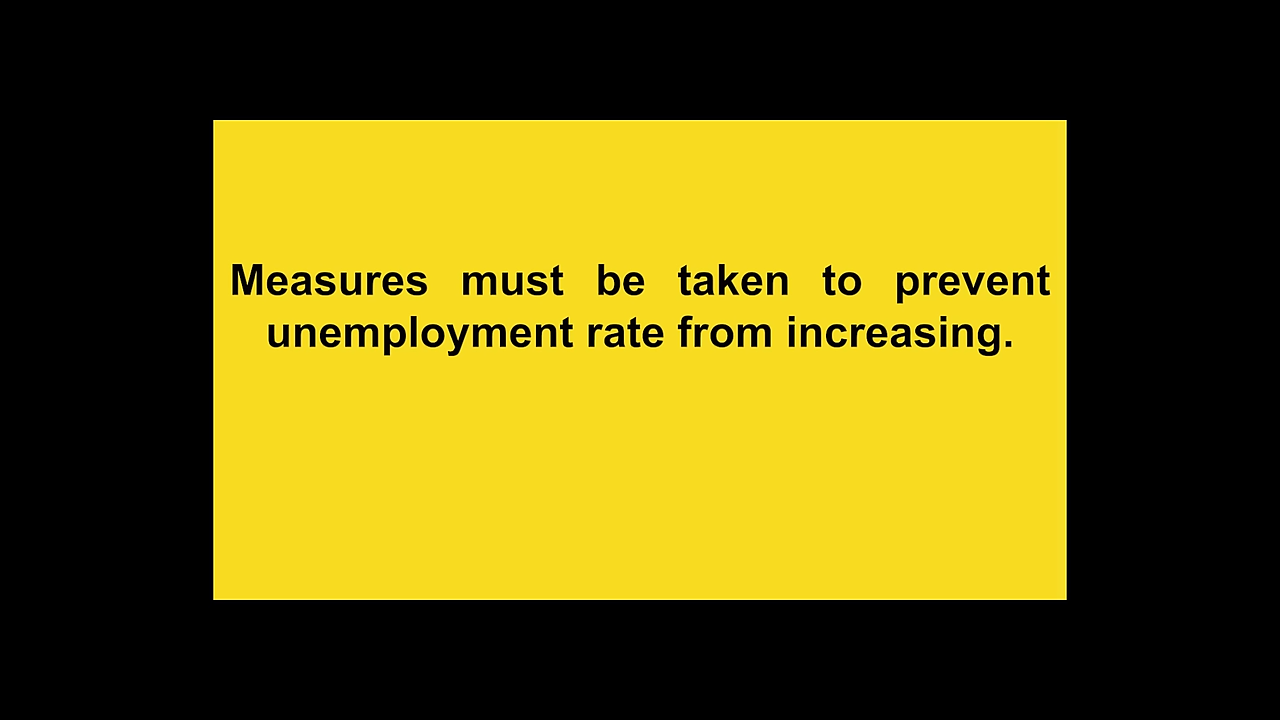 Measures must be taken to prevent
unemployment rate from increasing.